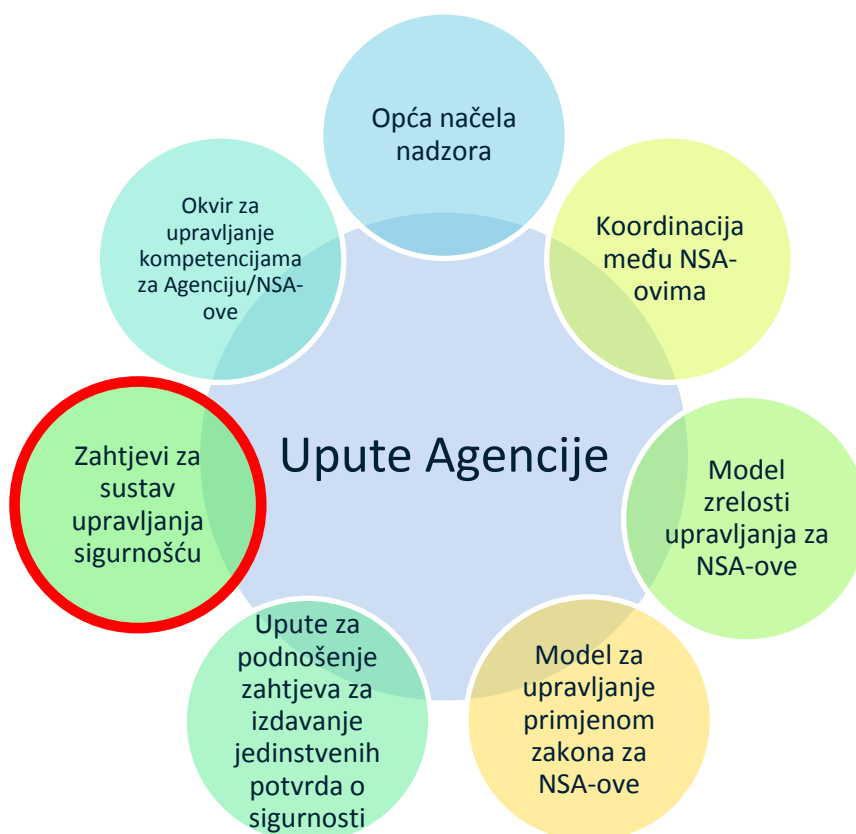 Opća načela
nadzora
Okvir za
upravljanje
kompetencijama
za Agenciju/NSA-
ove
Koordinacija
među NSA-
ovima
Upute Agencije
Zahtjevi za
sustav
upravljanja
sigurnošću
Model
zrelosti
upravljanja za
NSA-ove
Upute za
podnošenje
zahtjeva za
izdavanje
jedinstvenih
potvrda o
sigurnosti
Model za
upravljanje
primjenom
zakona za
NSA-ove